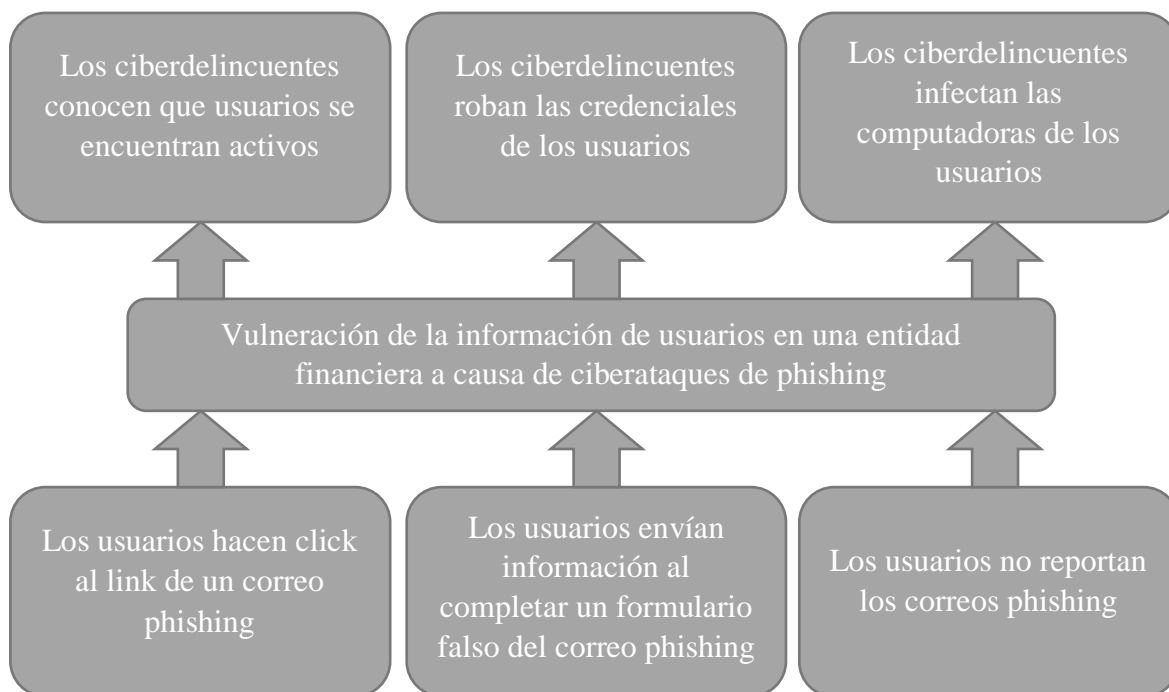 Los ciberdelincuentes
conocen que usuarios se
encuentran activos
Los ciberdelincuentes
roban las credenciales
de los usuarios
Los ciberdelincuentes
infectan las
computadoras de los
usuarios
Vulneración de la información de usuarios en una entidad
financiera a causa de ciberataques de phishing
Los usuarios hacen click
al link de un correo
phishing
Los usuarios envían
información al
completar un formulario
falso del correo phishing
Los usuarios no reportan
los correos phishing